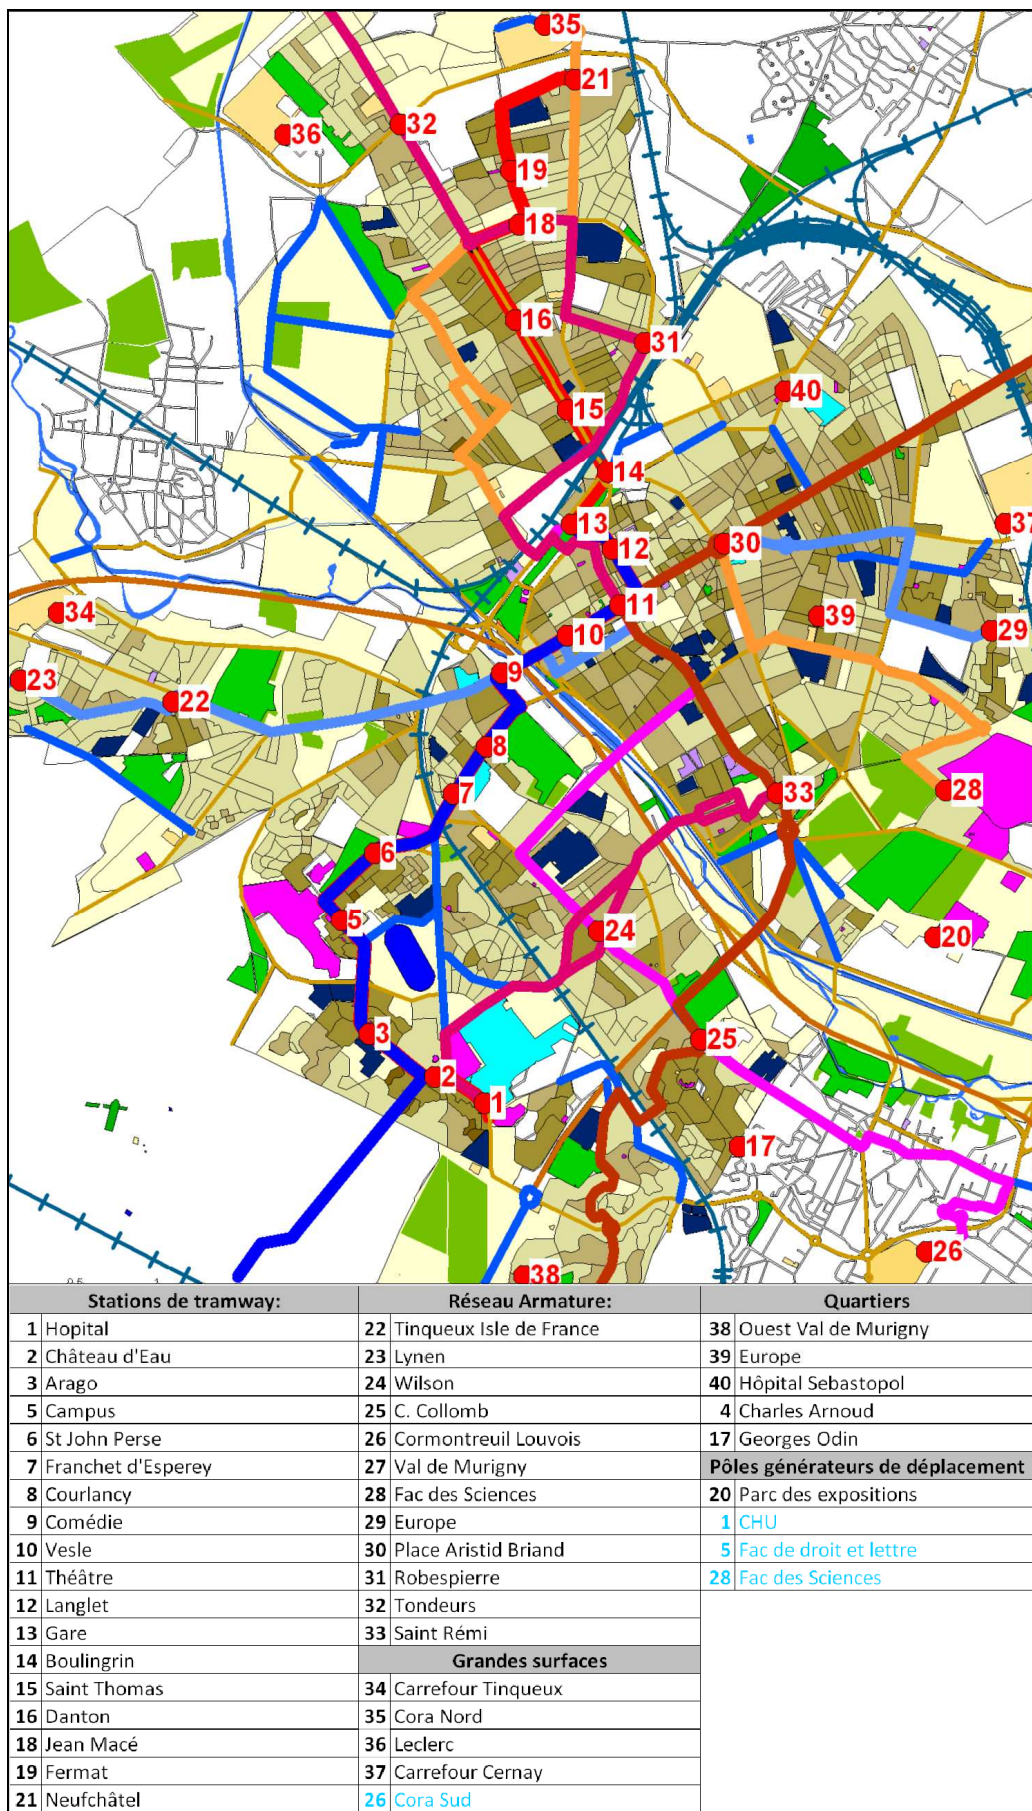 35
21
32
36
19
18
16
31
40
15
14
37
13
12
30
11
34
39
10
29
9
23
22
8
7
33
28
6
5
24
20
3
25
2
1
17
26
38
Stations de tramway: Réseau Armature: Quartiers
1 Hopital 22 Tinqueux Isle de France 38 Ouest Val de Murigny
2 Château d'Eau 23 Lynen 39 Europe
3 Arago 24 Wilson 40 Hôpital Sebastopol
5 Campus 25 C. Collomb 4 Charles Arnoud
6 St John Perse 26 Cormontreuil Louvois 17 Georges Odin
7 Franchet d'Esperey 27 Val de Murigny Pôles générateurs de déplacement
8 Courlancy 28 Fac des Sciences 20 Parc des expositions
9 Comédie 29 Europe 1 CHU
10 Vesle 30 Place Aristid Briand 5 Fac de droit et lettre
11 Théâtre 31 Robespierre 28 Fac des Sciences
12 Langlet 32 Tondeurs
13 Gare 33 Saint Rémi
14 Boulingrin Grandes surfaces
15 Saint Thomas 34 Carrefour Tinqueux
16 Danton 35 Cora Nord
18 Jean Macé 36 Leclerc
19 Fermat 37 Carrefour Cernay
21 Neufchâtel 26 Cora Sud